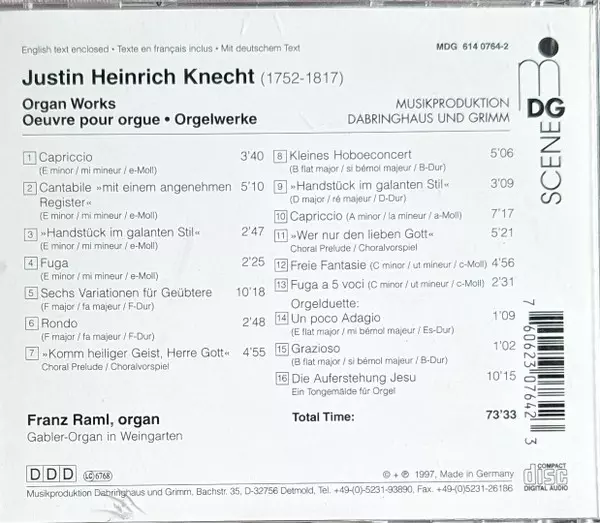 English text enclosed • Texte en français inclus • Mit deutschem Text
MDG 614 0764-2
Justin Heinrich Knecht (1752-1817)
Organ Works
Oeuvre pour orgue • Orgelwerke
MUSIKPRODUKTION
DABRINGHAUS UND GRIMM
DG
SCENE
1 Capriccio 3'40
(E minor / mi mineur / e-Moll)
2 Cantabile »mit einem angenehmen 5'10
Register«
(E minor / mi mineur / e-Moll)
3 »Handstück im galanten Stil« 2'47
(E minor / mi mineur / e-Moll)
4 Fuga 2'25
(E minor / mi mineur / e-Moll)
5 Sechs Variationen für Geübtere 10'18
(F major / fa majeur / F-Dur)
6 Rondo 2'48
(F major / fa majeur / F-Dur)
7 »Komm heiliger Geist, Herre Gott« 4'55
Choral Prelude / Choralvorspiel
8 Kleines Hoboeconcert 5'06
(B flat major / si bémol majeur / B-Dur)
9 »Handstück im galanten Stil« 3'09
(D major / ré majeur / D-Dur)
10 Capriccio (A minor / la mineur / a-Moll) 7'17
11 »Wer nur den lieben Gott« 5'21
Choral Prelude / Choralvorspiel
12 Freie Fantasie (C minor / ut mineur / c-Moll) 4'56
13 Fuga a 5 voci (C minor / ut mineur / c-Moll) 2'31
Orgelduette:
14 Un poco Adagio 1'09
(E flat major / mi bémol majeur / Es-Dur)
15 Grazioso 1'02
(B flat major / si bémol majeur / B-Dur)
16 Die Auferstehung Jesu 10'15
Ein Tongemälde für Orgel
7 60623 07642 3
Franz Raml, organ
Gabler-Organ in Weingarten
Total Time: 73'33
DDD LC 6768
© + ℗ 1997, Made in Germany
Musikproduktion Dabringhaus und Grimm, Bachstr. 35, D-32756 Detmold, Tel. +49-(0)-5231-93890, Fax +49-(0)-5231-26186
COMPACT
disc
DIGITAL AUDIO